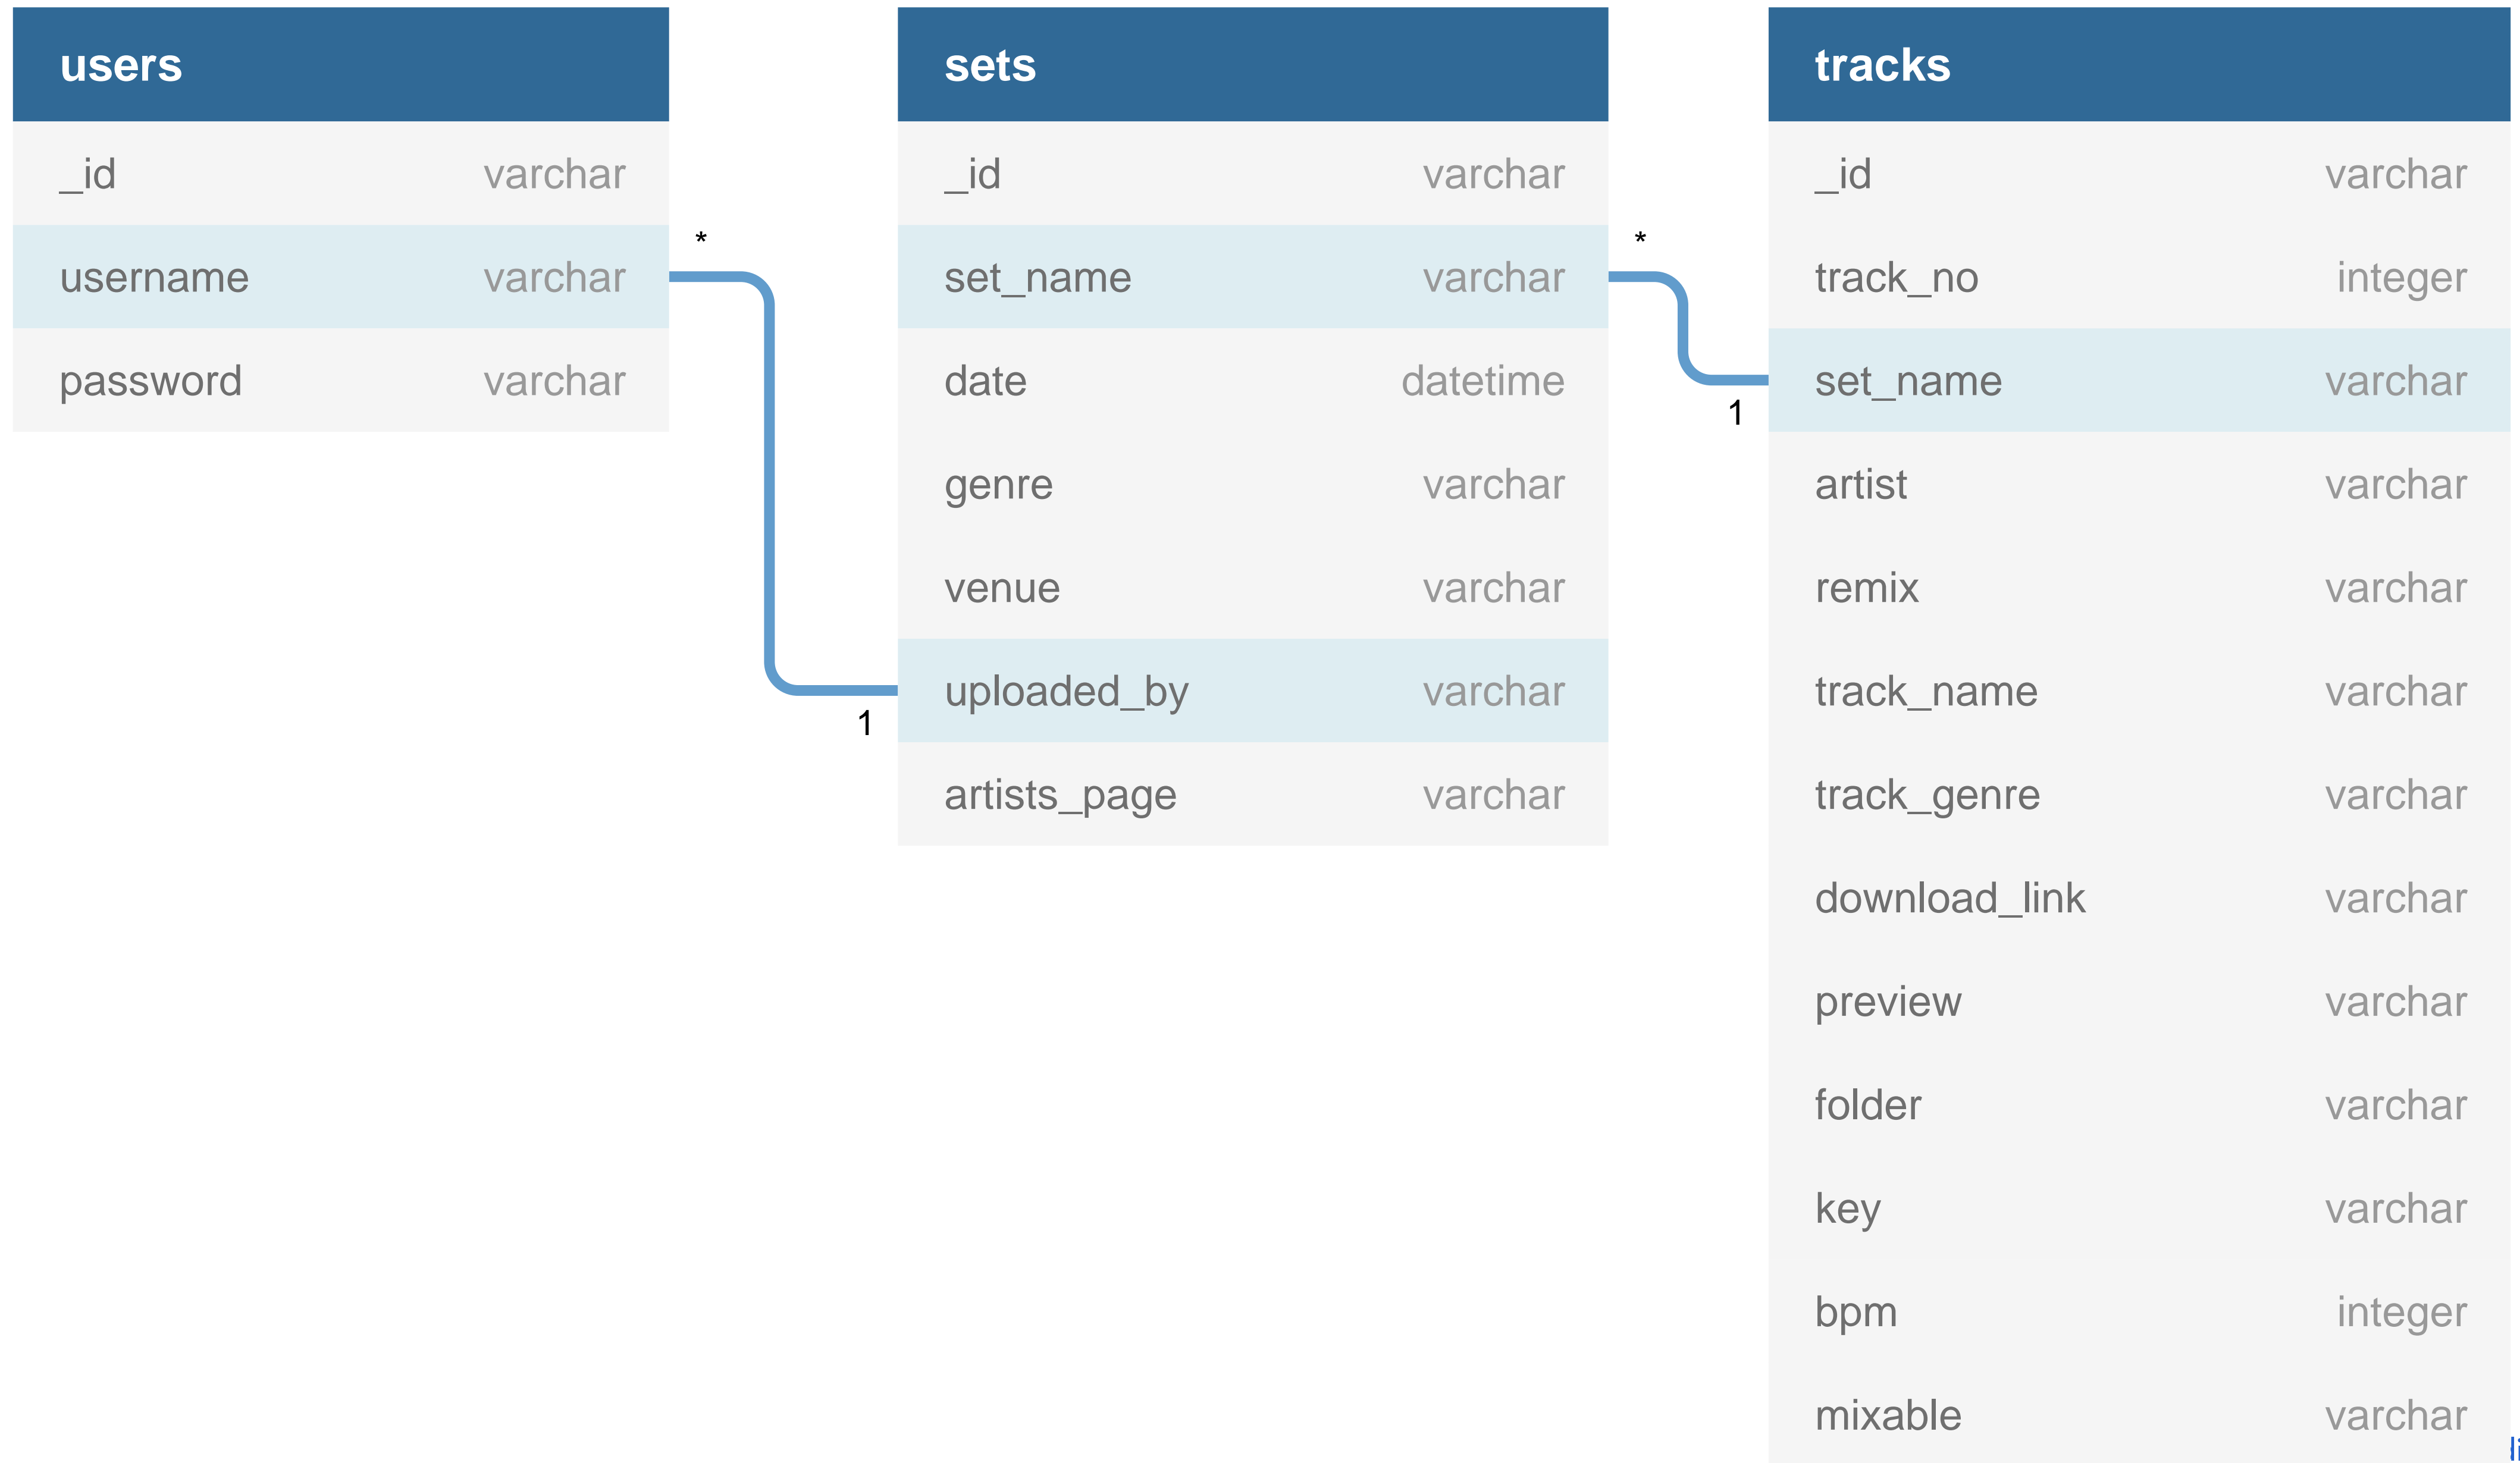 users
_id varchar
username varchar
password varchar
*
1
sets
_id varchar
set_name varchar
date datetime
genre varchar
venue varchar
uploaded_by varchar
artists_page varchar
*
1
tracks
_id varchar
track_no integer
set_name varchar
artist varchar
remix varchar
track_name varchar
track_genre varchar
download_link varchar
preview varchar
folder varchar
key varchar
bpm integer
mixable varchar